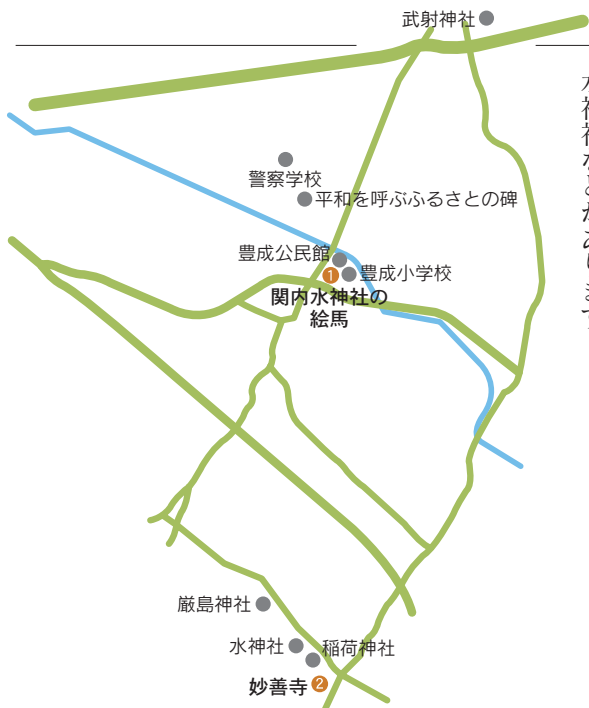 武射神社
警察学校
平和を呼ぶふるさとの碑
豊成公民館
1
豊成小学校
関内水神社の
絵馬
厳島神社
水神社
稲荷神社
妙善寺
2